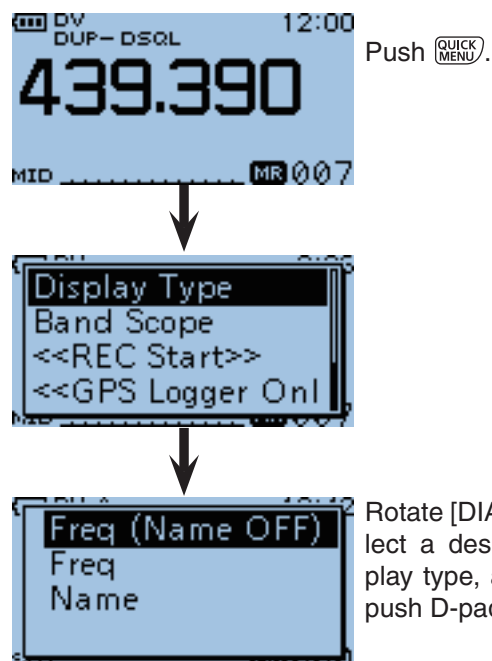 DV 12:00
DUP– DSQL
439.390
MID MR 007
Push QUICK MENU.
Display Type
Band Scope
<<REC Start>>
<<GPS Logger Onl
Freq (Name OFF)
Freq
Name
Rotate [DIA
lect a des
play type,
push D-pad